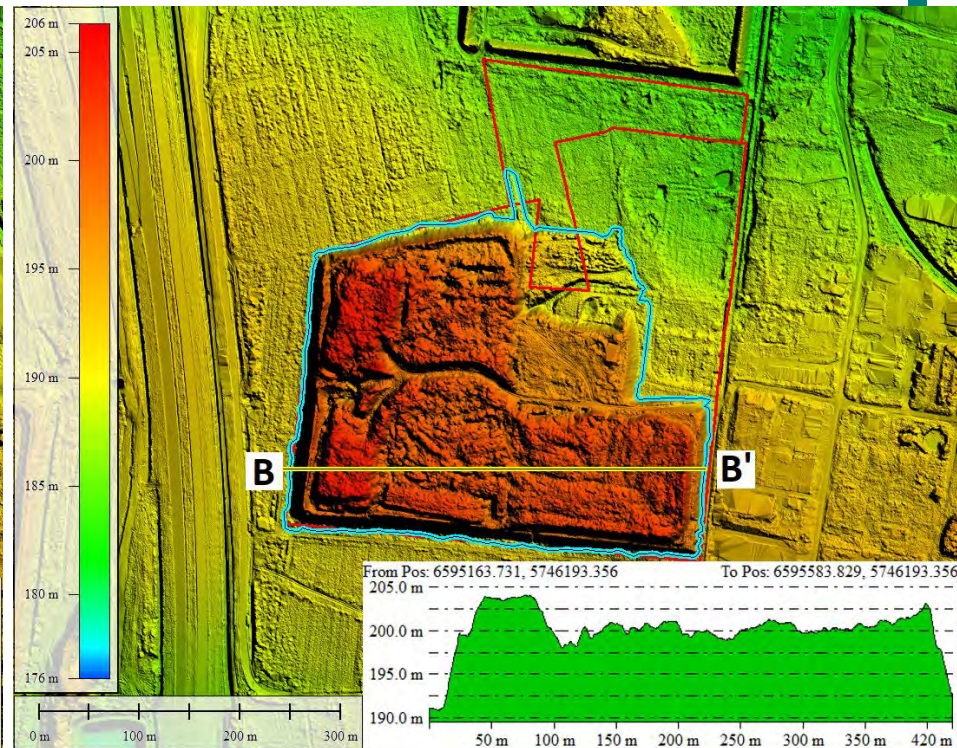 206 m
205 m
200 m
195 m
190 m
185 m
180 m
176 m
0 m 100 m 200 m 300 m
B B'
From Pos: 6595163.731, 5746193.356 To Pos: 6595583.829, 5746193.356
205.0 m
200.0 m
195.0 m
190.0 m
50 m 100 m 150 m 200 m 250 m 300 m 350 m 420 m